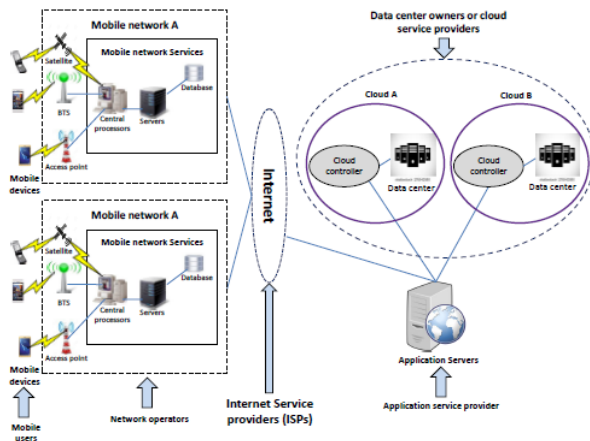 Mobile network A
Mobile network Services
Satellite
BTS
Access point
Central
processors
Servers
Database
Mobile
devices
Mobile network A
Mobile network Services
Satellite
BTS
Access point
Central
processors
Servers
Database
Mobile
devices
Mobile
users
Network operators
Internet
Internet Service
providers (ISPs)
Data center owners or cloud
service providers
Cloud A
Cloud
controller
Data center
Cloud B
Cloud
controller
Data center
Application Servers
Application service provider